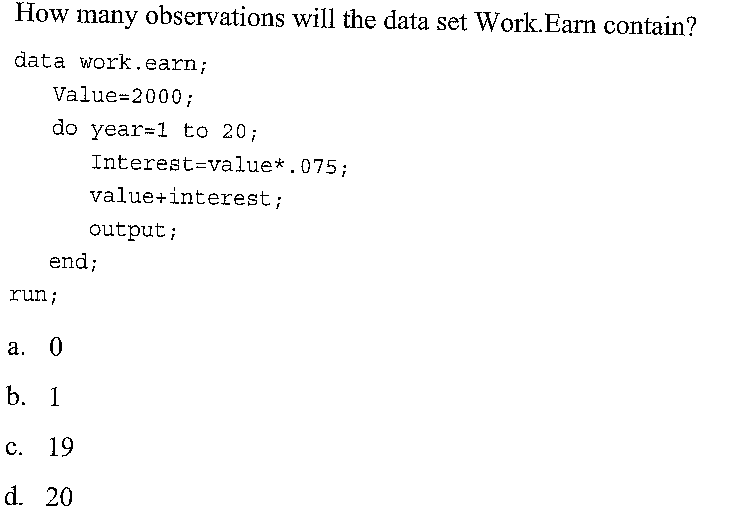 How many observations will the data set Work.Earn contain?
data work.earn;
Value=2000;
do year=1 to 20;
Interest=value*.075;
value+interest;
output;
end;
run;
a. 0
b. 1
c. 19
d. 20